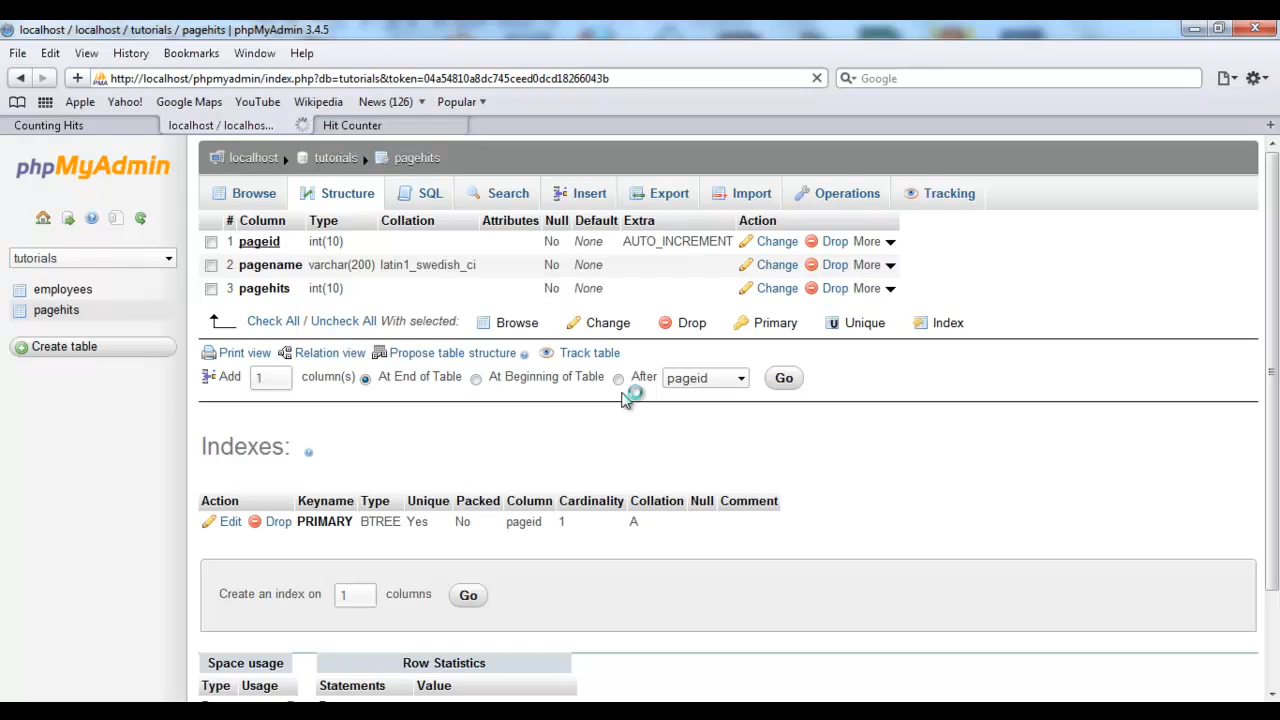 localhost / localhost / tutorials / pagehits | phpMyAdmin 3.4.5
File Edit View History Bookmarks Window Help
http://localhost/phpmyadmin/index.php?db=tutorials&token=04a54810a8dc745ceed0dcd18266043b
Google
Apple Yahoo! Google Maps YouTube Wikipedia News (126) Popular
Counting Hits localhost / localhos... Hit Counter
phpMyAdmin
localhost tutorials pagehits
Browse Structure SQL Search Insert Export Import Operations Tracking
# Column Type Collation Attributes Null Default Extra Action
1 pageid int(10) No None AUTO_INCREMENT Change Drop More
2 pagename varchar(200) latin1_swedish_ci No None Change Drop More
3 pagehits int(10) No None Change Drop More
tutorials
employees
pagehits
Create table
Check All / Uncheck All With selected: Browse Change Drop Primary Unique Index
Print view Relation view Propose table structure Track table
Add 1 column(s) At End of Table At Beginning of Table After pageid Go
Indexes:
Action Keyname Type Unique Packed Column Cardinality Collation Null Comment
Edit Drop PRIMARY BTREE Yes No pageid 1 A
Create an index on 1 columns Go
Space usage Row Statistics
Type Usage Statements Value